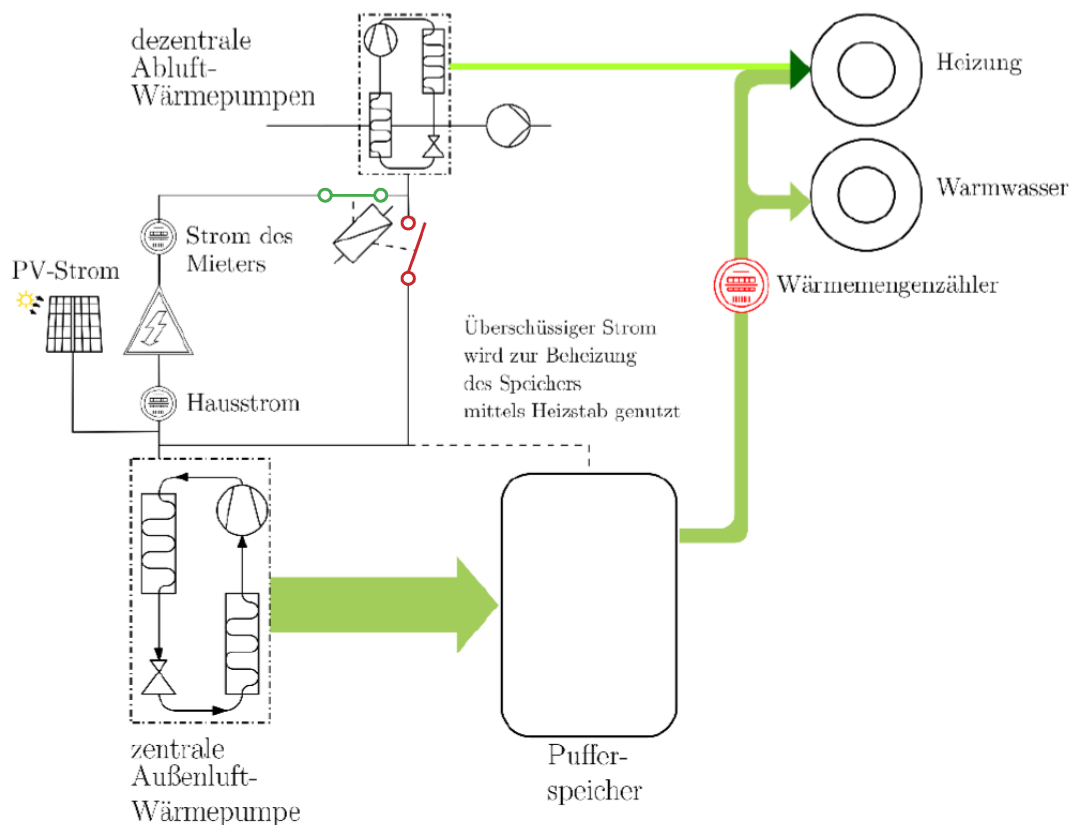 dezentrale
Abluft-
Wärmepumpen
Heizung
Warmwasser
Strom des
Mieters
PV-Strom
Wärmemengenzähler
Überschüssiger Strom
wird zur Beheizung
des Speichers
mittels Heizstab genutzt
Hausstrom
zentrale
Außenluft-
Wärmepumpe
Puffer-
speicher